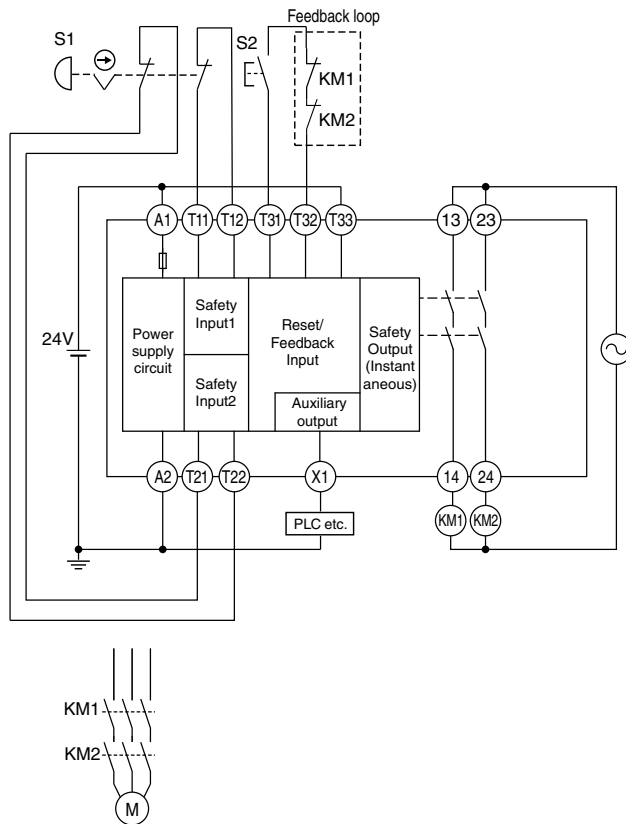 Feedback loop
S1
S2
KM1
KM2
A1
T11
T12
T31
T32
T33
13
23
24V
Power
supply
circuit
Safety
Input1
Safety
Input2
Reset/
Feedback
Input
Auxiliary
output
Safety
Output
(Instant
aneous)
A2
T21
T22
X1
14
24
PLC etc.
KM1
KM2
KM1
KM2
M